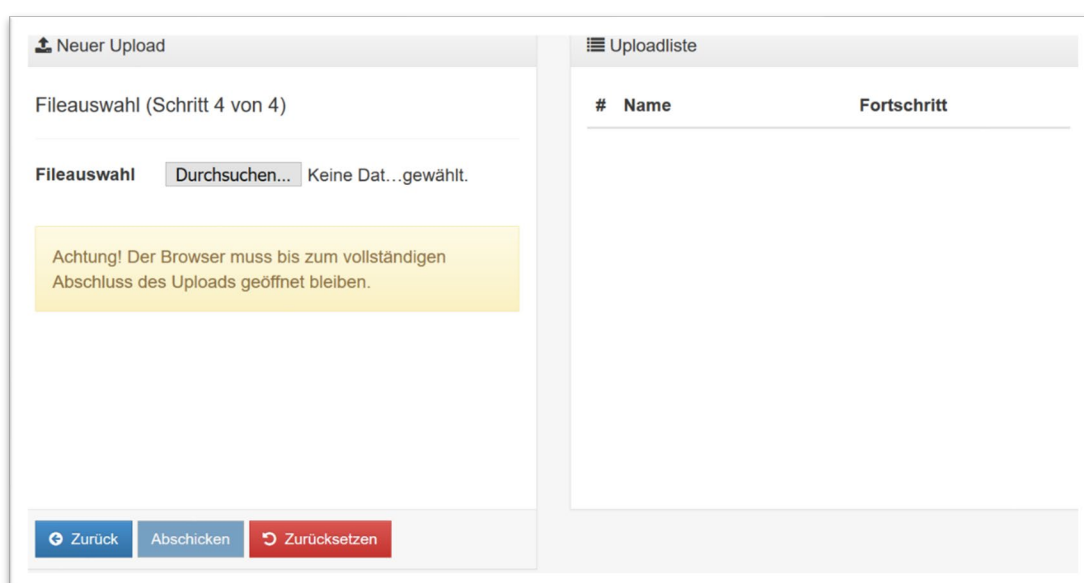 Neuer Upload
Fileauswahl (Schritt 4 von 4)
Fileauswahl Durchsuchen... Keine Dat...gewählt.
Achtung! Der Browser muss bis zum vollständigen
Abschluss des Uploads geöffnet bleiben.
Zurück Abschicken Zurücksetzen
Uploadliste
# Name Fortschritt